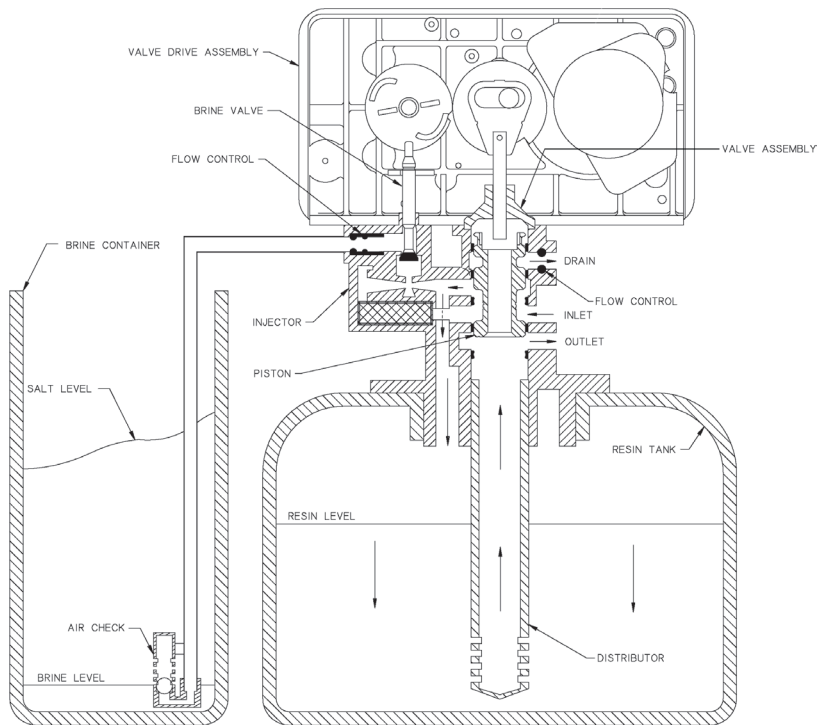 VALVE DRIVE ASSEMBLY
BRINE VALVE
VALVE ASSEMBLY
FLOW CONTROL
BRINE CONTAINER
DRAIN
FLOW CONTROL
INJECTOR
INLET
OUTLET
PISTON
SALT LEVEL
RESIN TANK
RESIN LEVEL
AIR CHECK
DISTRIBUTOR
BRINE LEVEL